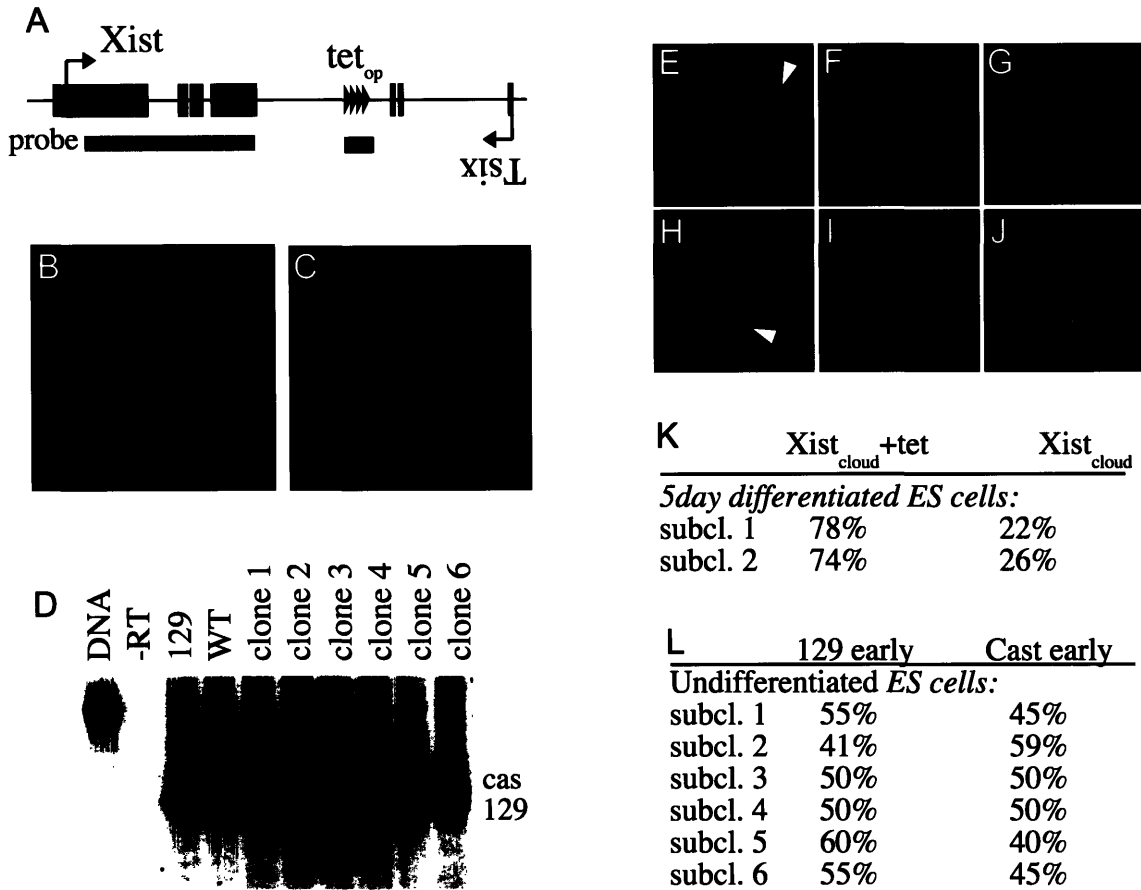 A
Xist
tet op
probe
Tsix
B
C
D
DNA
-RT
129
WT
clone 1
clone 2
clone 3
clone 4
clone 5
clone 6
cas
129
E
F
G
H
I
J
K
Xist cloud +tet Xist cloud
5day differentiated ES cells:
subcl. 1 78% 22%
subcl. 2 74% 26%
L
129 early Cast early
Undifferentiated ES cells:
subcl. 1 55% 45%
subcl. 2 41% 59%
subcl. 3 50% 50%
subcl. 4 50% 50%
subcl. 5 60% 40%
subcl. 6 55% 45%